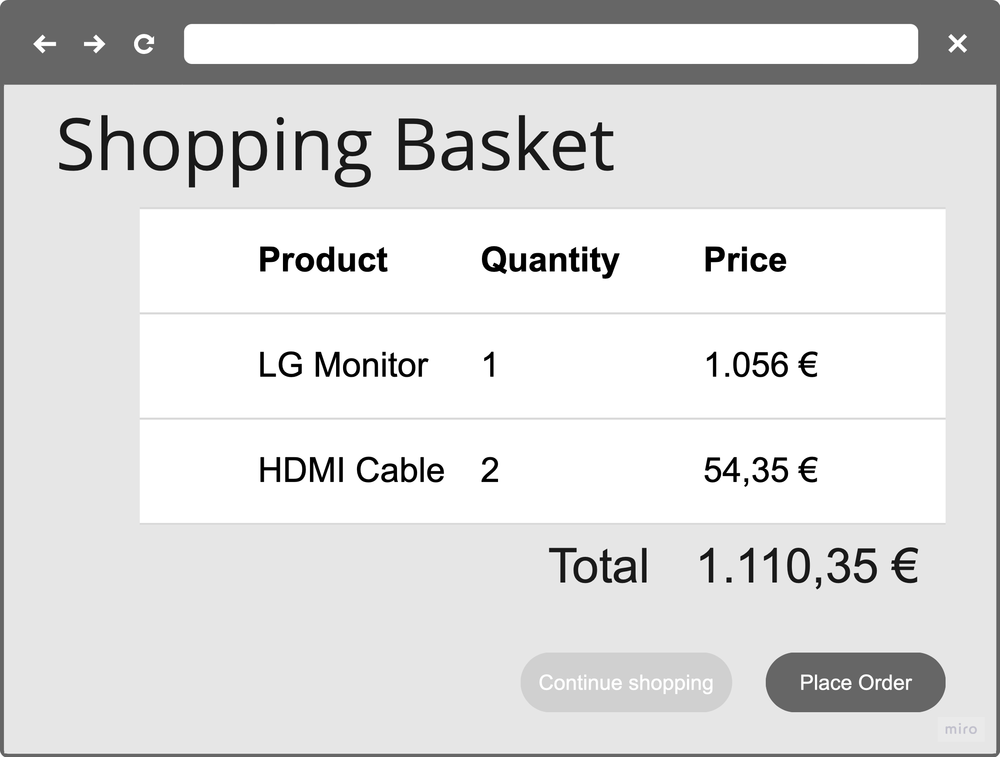 Shopping Basket
Product Quantity Price
LG Monitor 1 1.056 €
HDMI Cable 2 54,35 €
Total 1.110,35 €
Continue shopping Place Order
miro